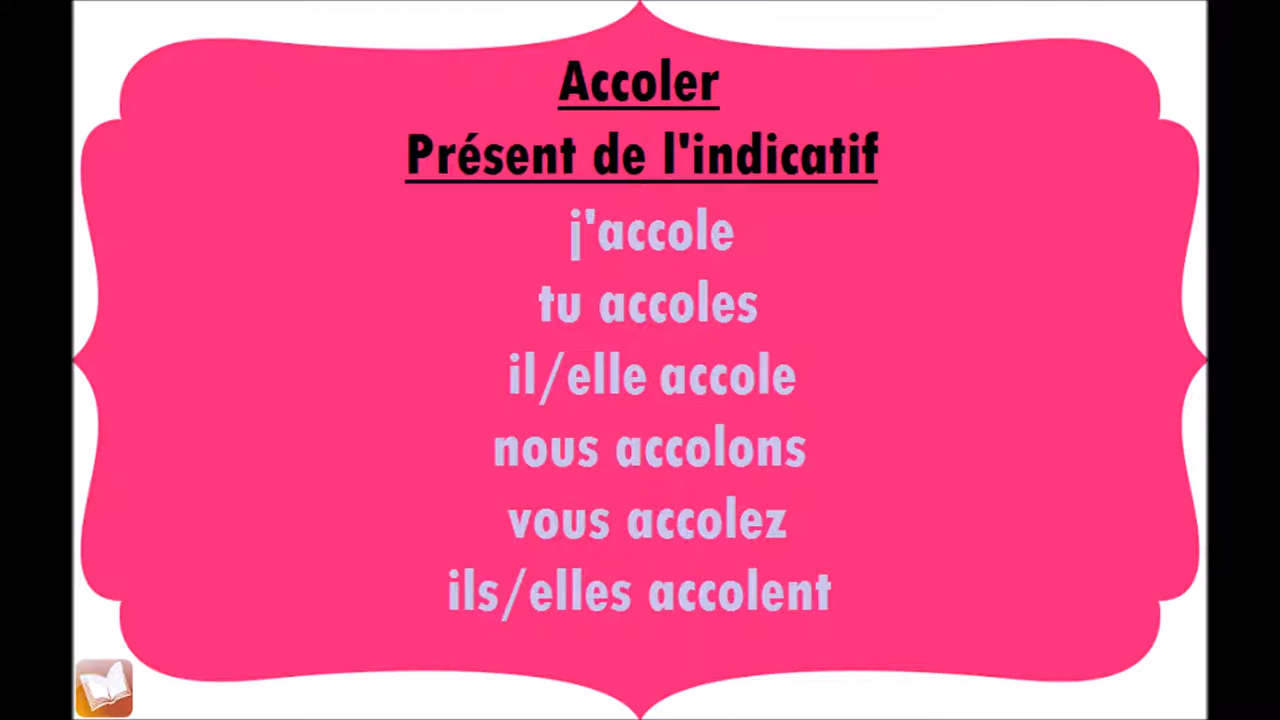 Accoler
Présent de l'indicatif
j'accole
tu accoles
il/elle accole
nous accolons
vous accolez
ils/elles accolent